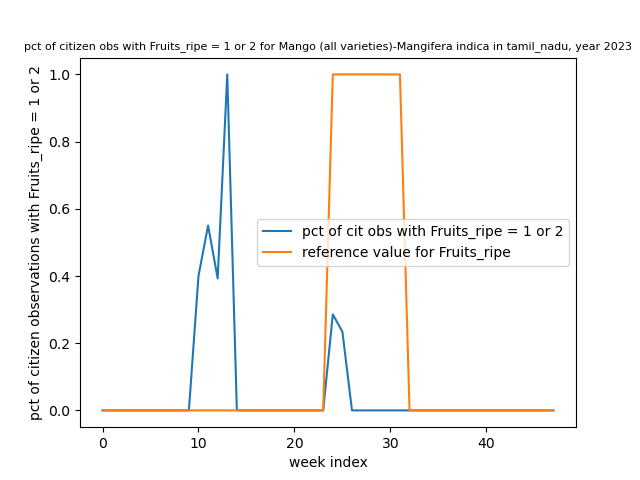 pct of citizen obs with Fruits_ripe = 1 or 2 for Mango (all varieties)-Mangifera indica in tamil_nadu, year 2023
pct of citizen observations with Fruits_ripe = 1 or 2
1.0
0.8
0.6
0.4
0.2
0.0
pct of cit obs with Fruits_ripe = 1 or 2
reference value for Fruits_ripe
0
10
20
30
40
week index